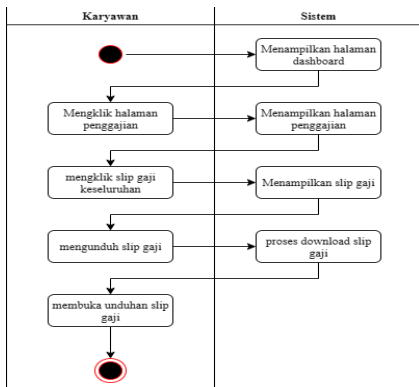 Karyawan
Sistem
Menampilkan halaman
dashboard
Mengklik halaman
penggajian
Menampilkan halaman
penggajian
mengklik slip gaji
keseluruhan
Menampilkan slip gaji
mengunduh slip gaji
proses download slip
gaji
membuka unduhan slip
gaji